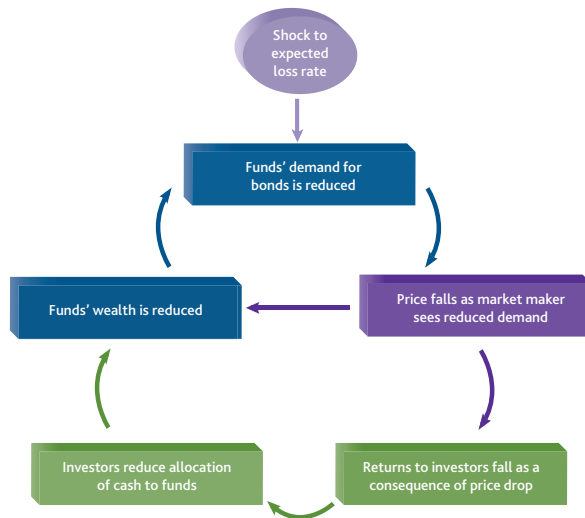 Shock to
expected
loss rate
Funds' demand for
bonds is reduced
Funds' wealth is reduced
Price falls as market maker
sees reduced demand
Investors reduce allocation
of cash to funds
Returns to investors fall as a
consequence of price drop